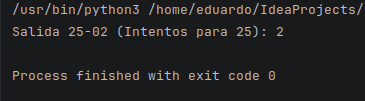 /usr/bin/python3 /home/eduardo/IdeaProjects/
Salida 25-02 (Intentos para 25): 2
Process finished with exit code 0